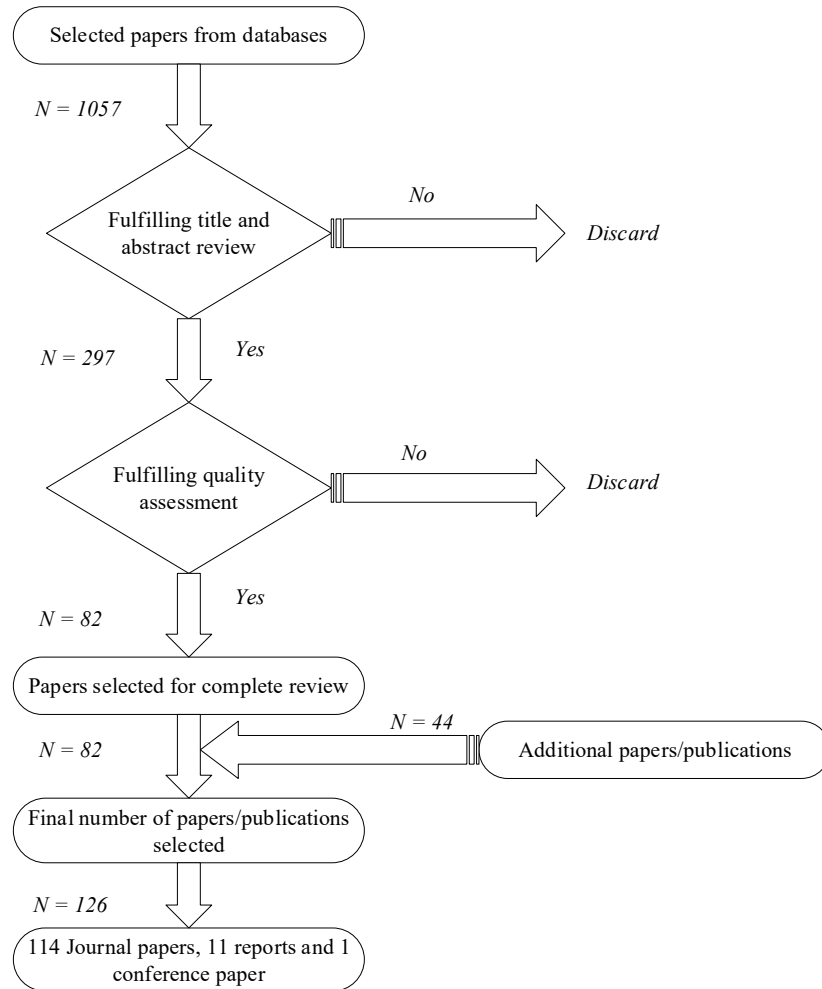 Selected papers from databases
N = 1057
Fulfilling title and
abstract review
No
Discard
N = 297
Yes
Fulfilling quality
assessment
No
Discard
N = 82
Yes
Papers selected for complete review
N = 82
N = 44
Additional papers/publications
Final number of papers/publications
selected
N = 126
114 Journal papers, 11 reports and 1
conference paper